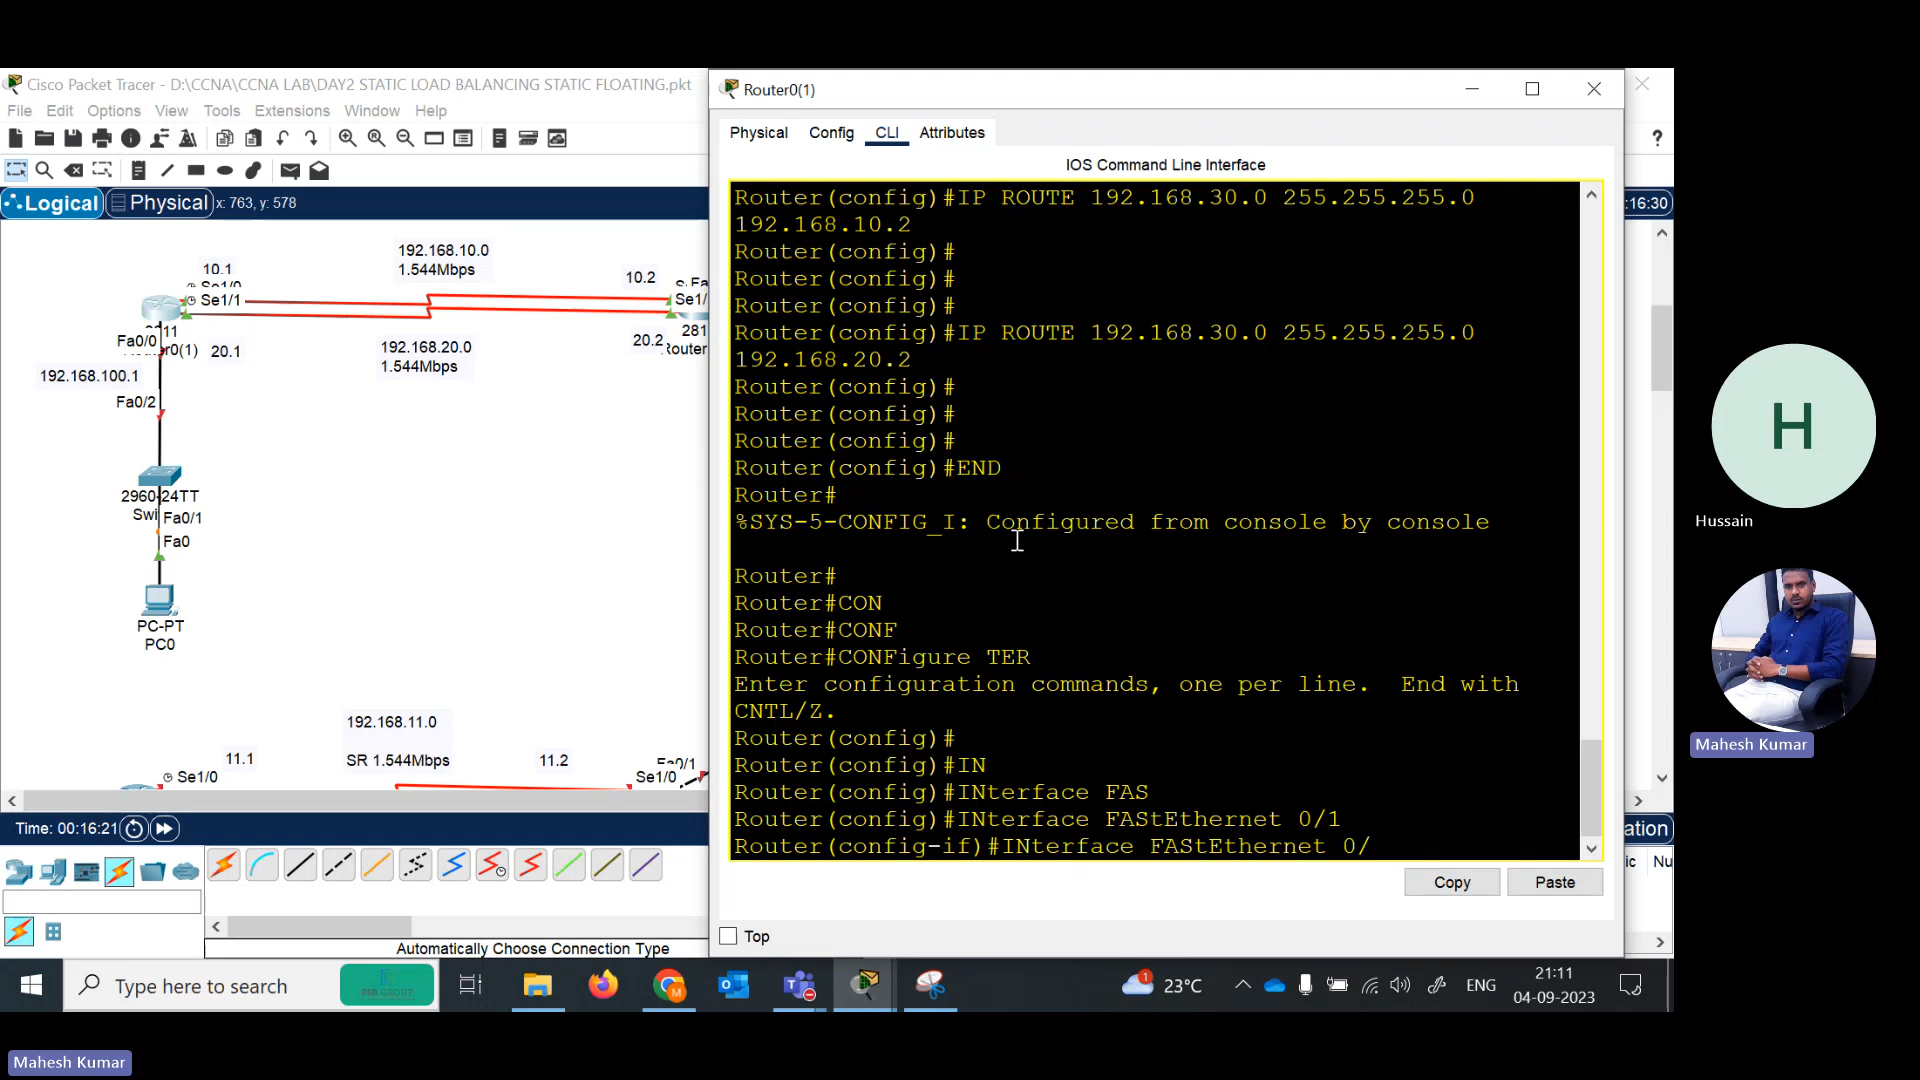 Cisco Packet Tracer - D:\CCNA\CCNA LAB\DAY2 STATIC LOAD BALANCING STATIC FLOATING.pkt
File Edit Options View Tools Extensions Window Help
Logical
Physical
x: 763, y: 578
:16:30
10.1
192.168.10.0
1.544Mbps
10.2
Se1/1
Se1/
281
Fa0/0
20.1
192.168.20.0
1.544Mbps
20.2
192.168.100.1
Fa0/2
2960-24TT
Swi
Fa0/1
Fa0
PC-PT
PC0
192.168.11.0
SR 1.544Mbps
11.1
11.2
Se1/0
Se1/0
Time: 00:16:21
Automatically Choose Connection Type
Router0(1)
Physical Config CLI Attributes
IOS Command Line Interface
Router(config)#IP ROUTE 192.168.30.0 255.255.255.0
192.168.10.2
Router(config)#
Router(config)#
Router(config)#
Router(config)#IP ROUTE 192.168.30.0 255.255.255.0
192.168.20.2
Router(config)#
Router(config)#
Router(config)#
Router(config)#END
Router#
%SYS-5-CONFIG_I: Configured from console by console
Router#
Router#CON
Router#CONF
Router#CONFigure TER
Enter configuration commands, one per line.  End with
CNTL/Z.
Router(config)#
Router(config)#IN
Router(config)#INterface FAS
Router(config)#INterface FAStEthernet 0/1
Router(config-if)#INterface FAStEthernet 0/
Copy
Paste
Top
H
Hussain
Mahesh Kumar
Type here to search
PSB GROUP
1
23°C
ENG
21:11
04-09-2023
Mahesh Kumar